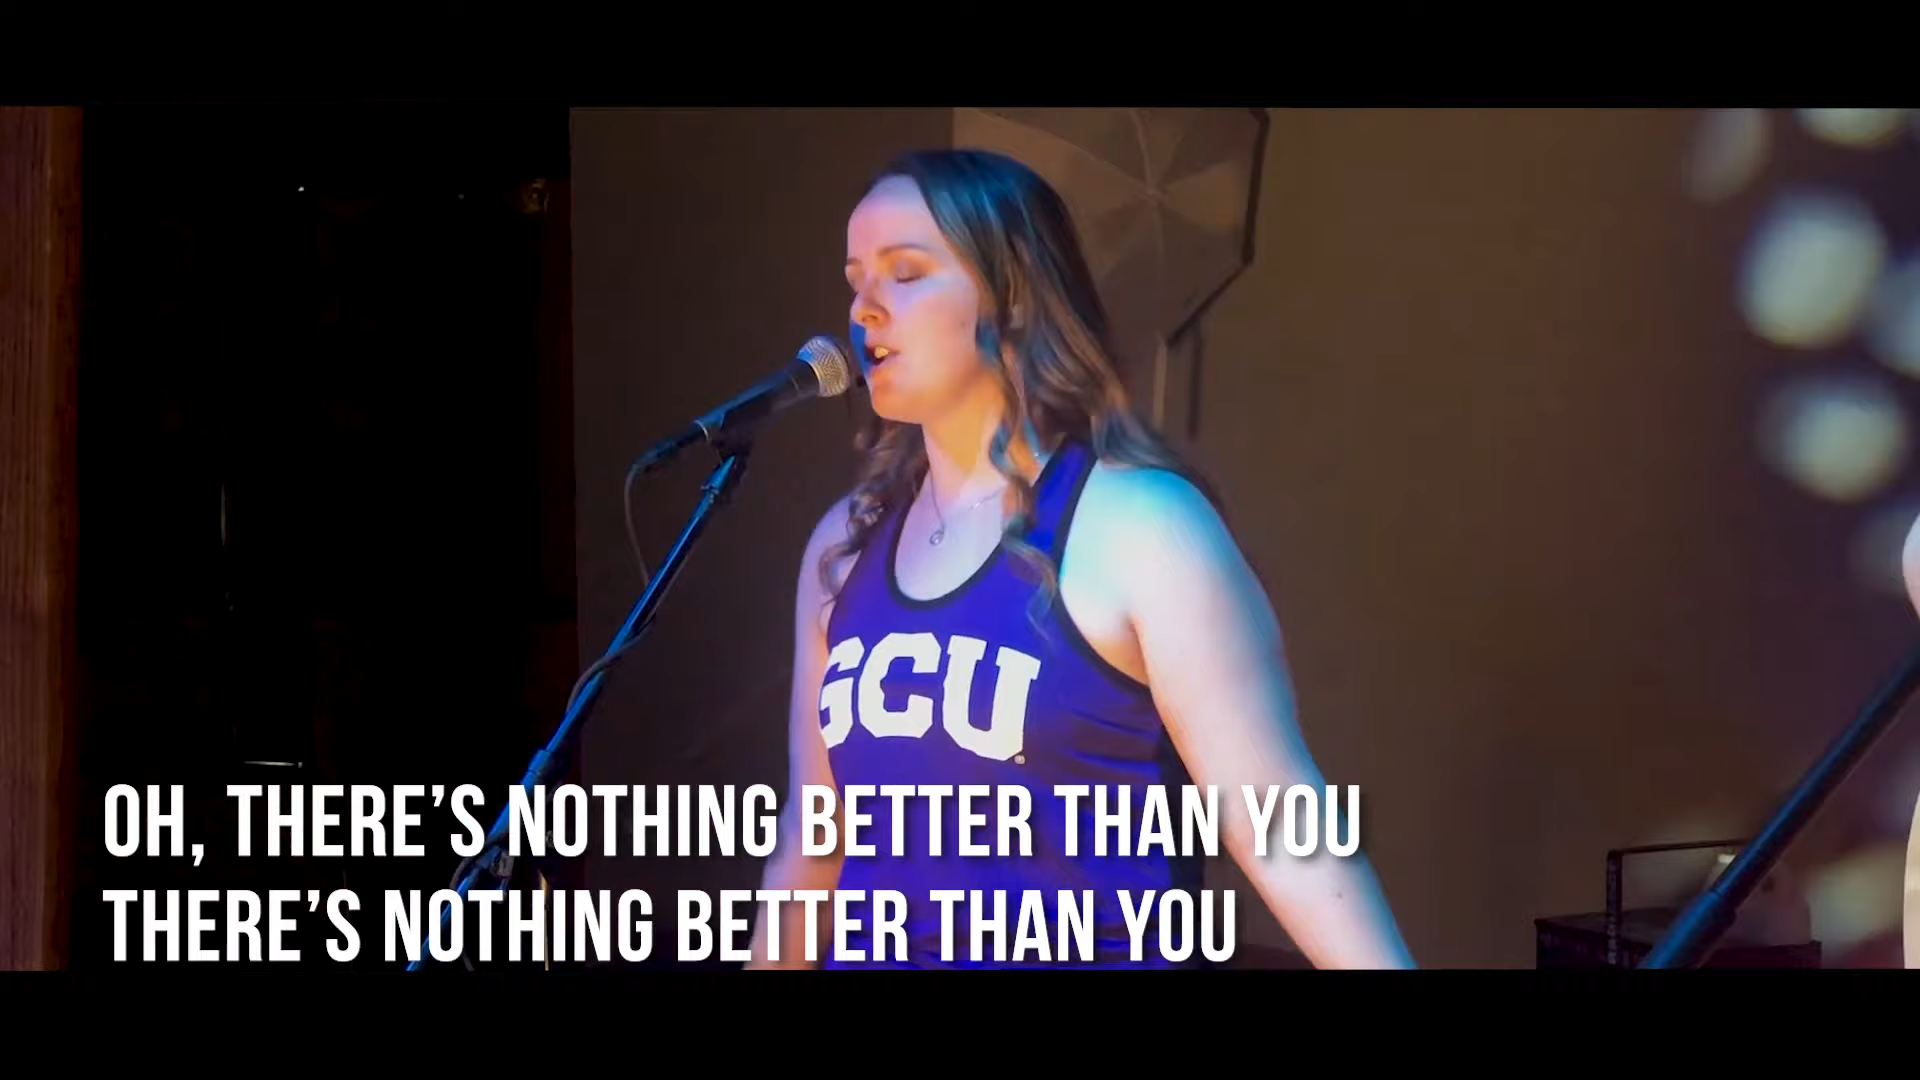 GCU
OH, THERE'S NOTHING BETTER THAN YOU
THERE'S NOTHING BETTER THAN YOU